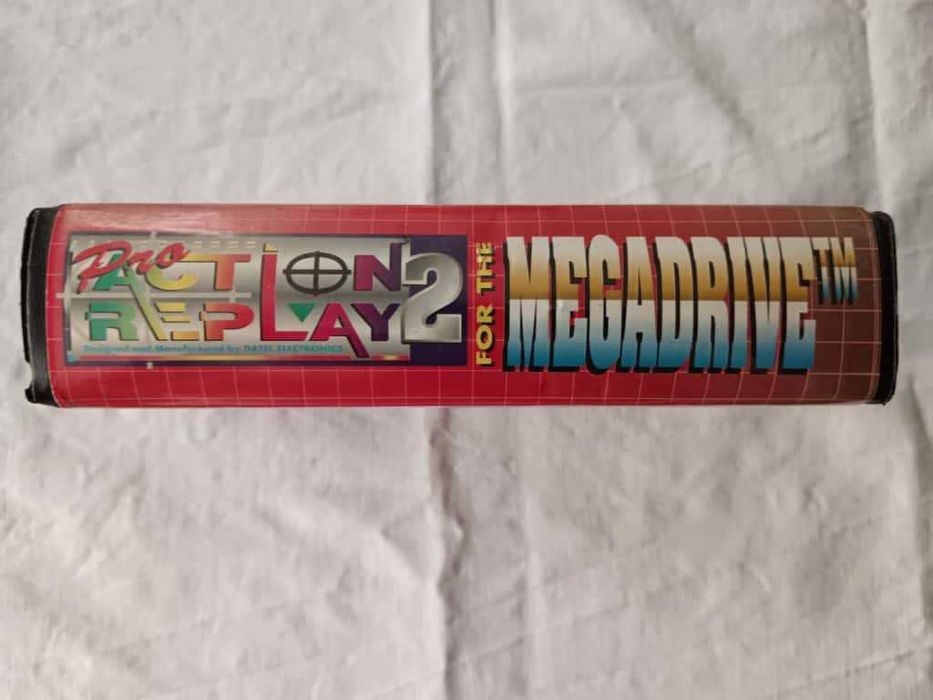 Pro
ACTION
REPLAY 2
Designed and Manufactured by DATEL ELECTRONICS
FOR THE
MEGADRIVE™